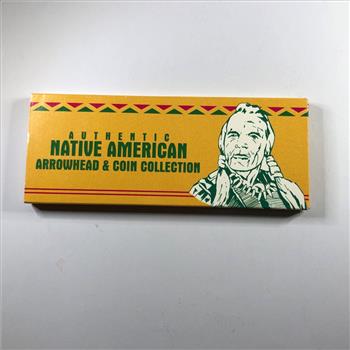 AUTHENTIC
NATIVE AMERICAN
ARROWHEAD & COIN COLLECTION